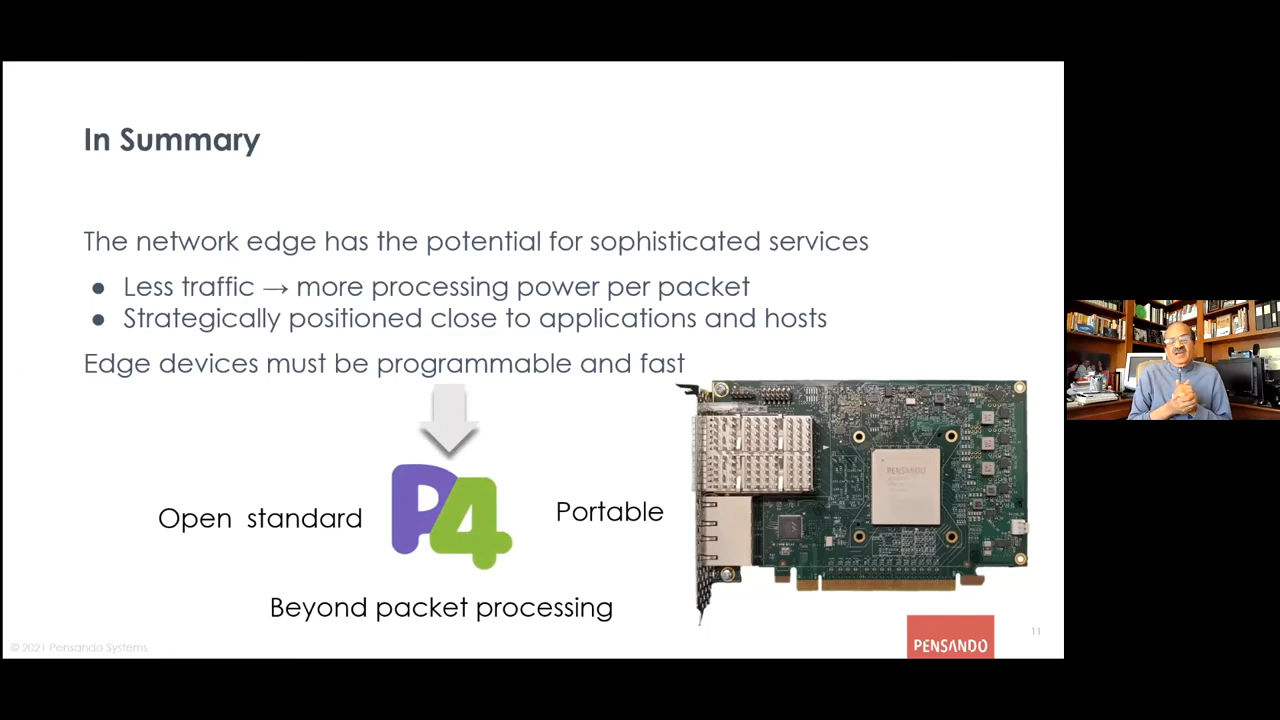 In Summary
The network edge has the potential for sophisticated services
● Less traffic → more processing power per packet
● Strategically positioned close to applications and hosts
Edge devices must be programmable and fast
PENSANDO
P4
Open standard
Portable
Beyond packet processing
© 2021 Pensando Systems
PENSANDO
11